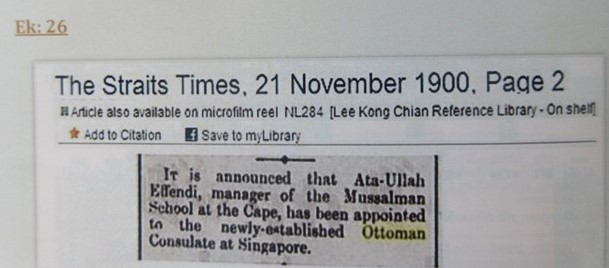 Ek: 26
The Straits Times, 21 November 1900, Page 2
Article also available on microfilm reel NL284 [Lee Kong Chian Reference Library - On shelf]
Add to Citation f Save to myLibrary
IT is announced that Ata-Ullah
Effendi, manager of the Mussalman
School at the Cape, has been appointed
to the newly-established Ottoman
Consulate at Singapore.